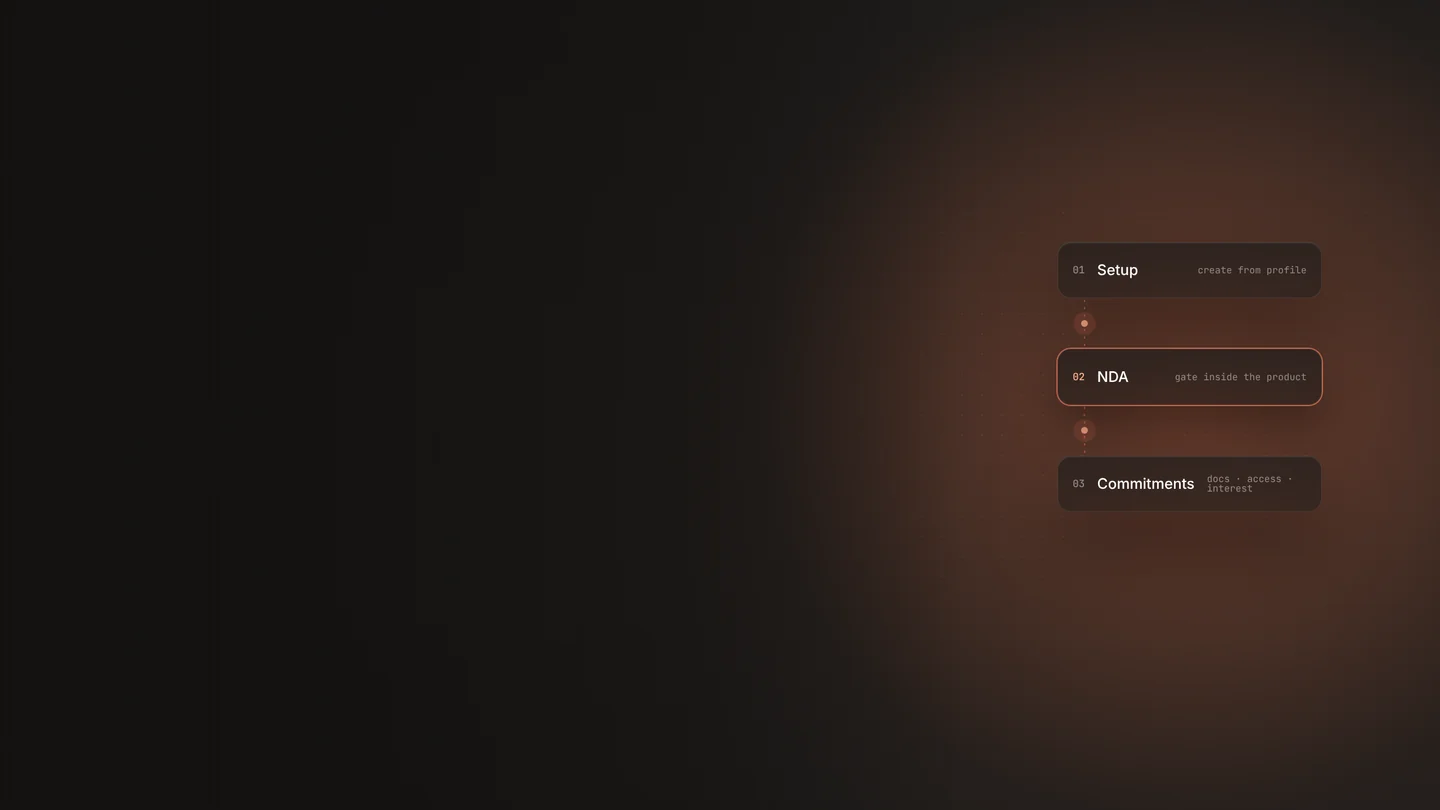 01 Setup create from profile
02 NDA gate inside the product
03 Commitments docs · access ·
interest